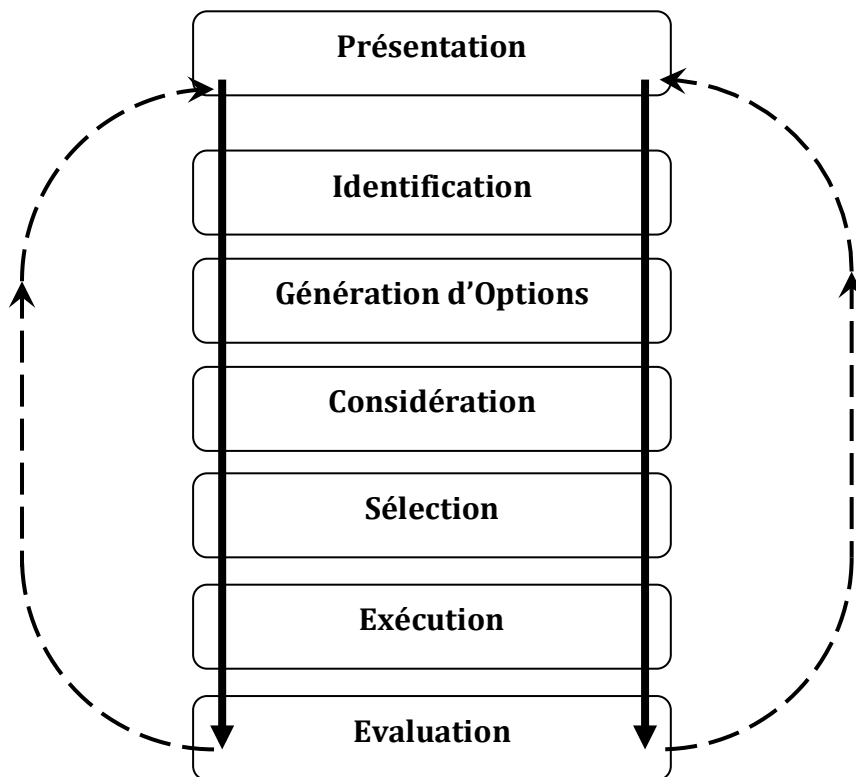 Présentation
Identification
Génération d’Options
Considération
Sélection
Exécution
Evaluation